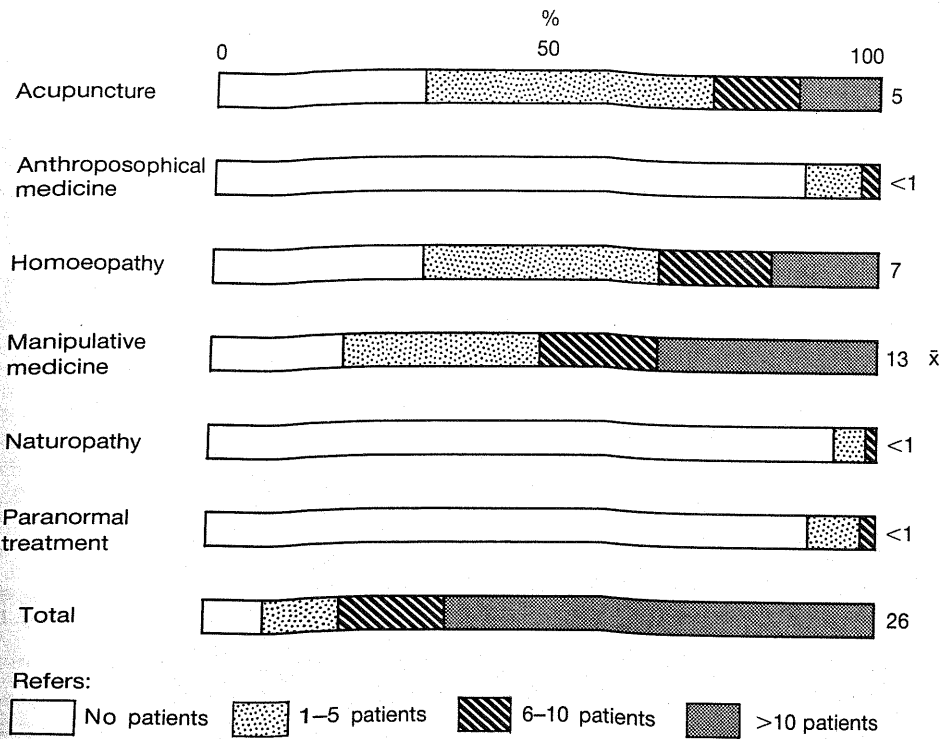 %
0 50 100
Acupuncture 5
Anthroposophical
medicine <1
Homoeopathy 7
Manipulative
medicine 13 x̄
Naturopathy <1
Paranormal
treatment <1
Total 26
Refers:
No patients 1–5 patients 6–10 patients >10 patients